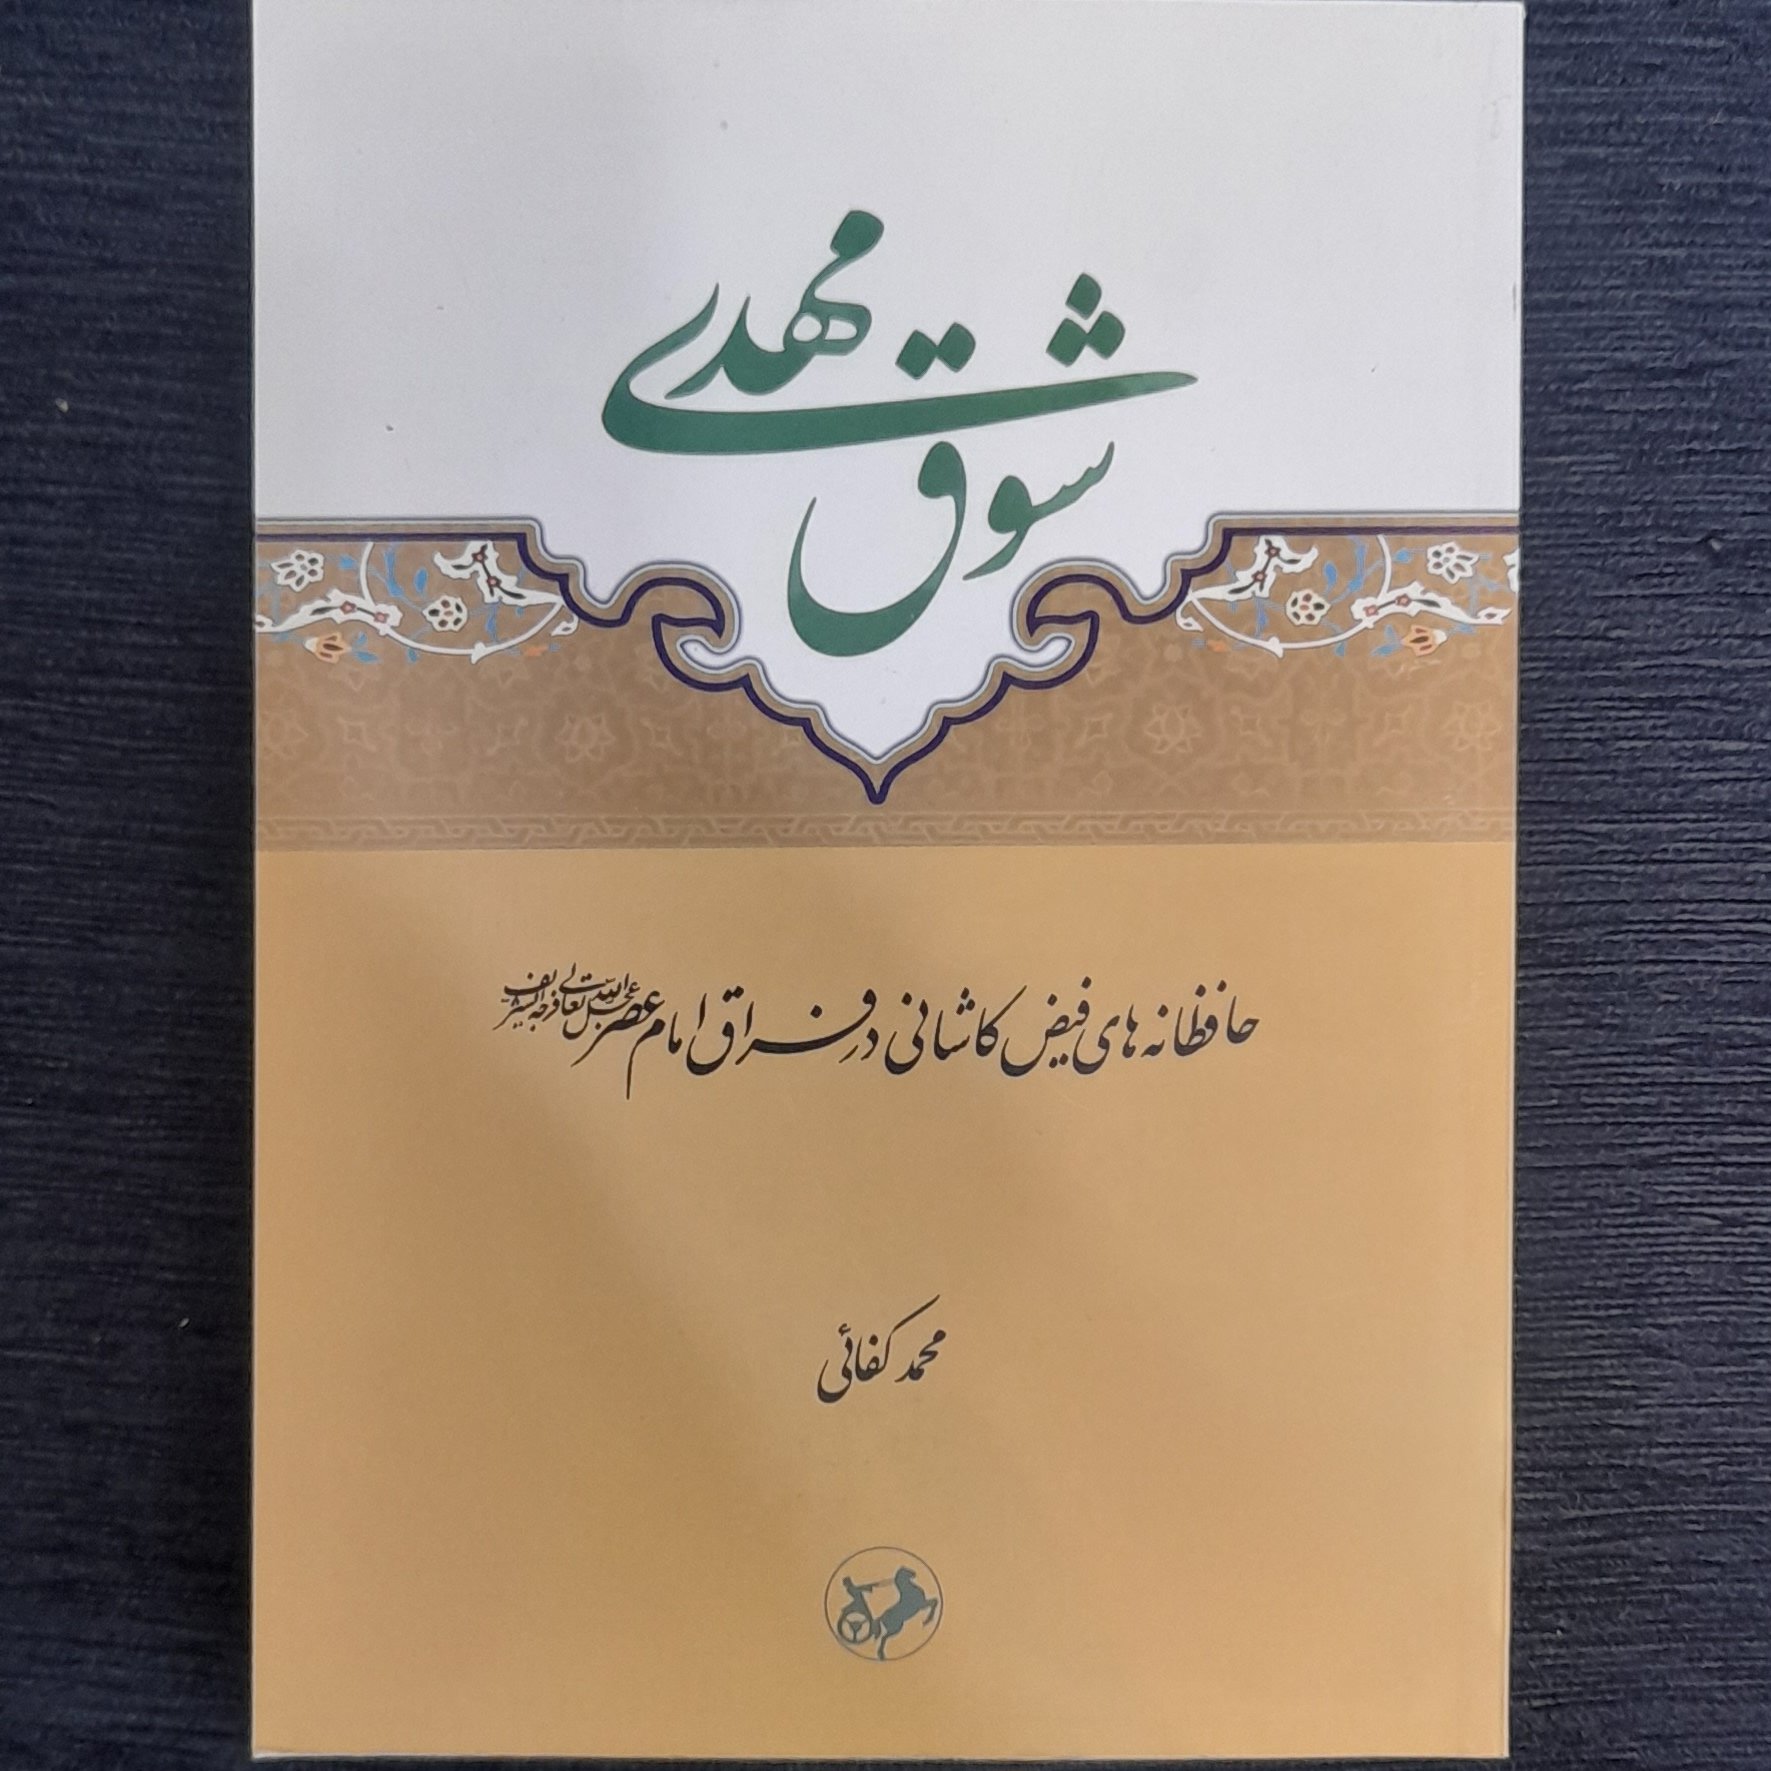 شوق مهدی
حافظانه های فیض کاشانی در فراق امام عصر عجل الله تعالی فرجه الشریف
محمد کفائی